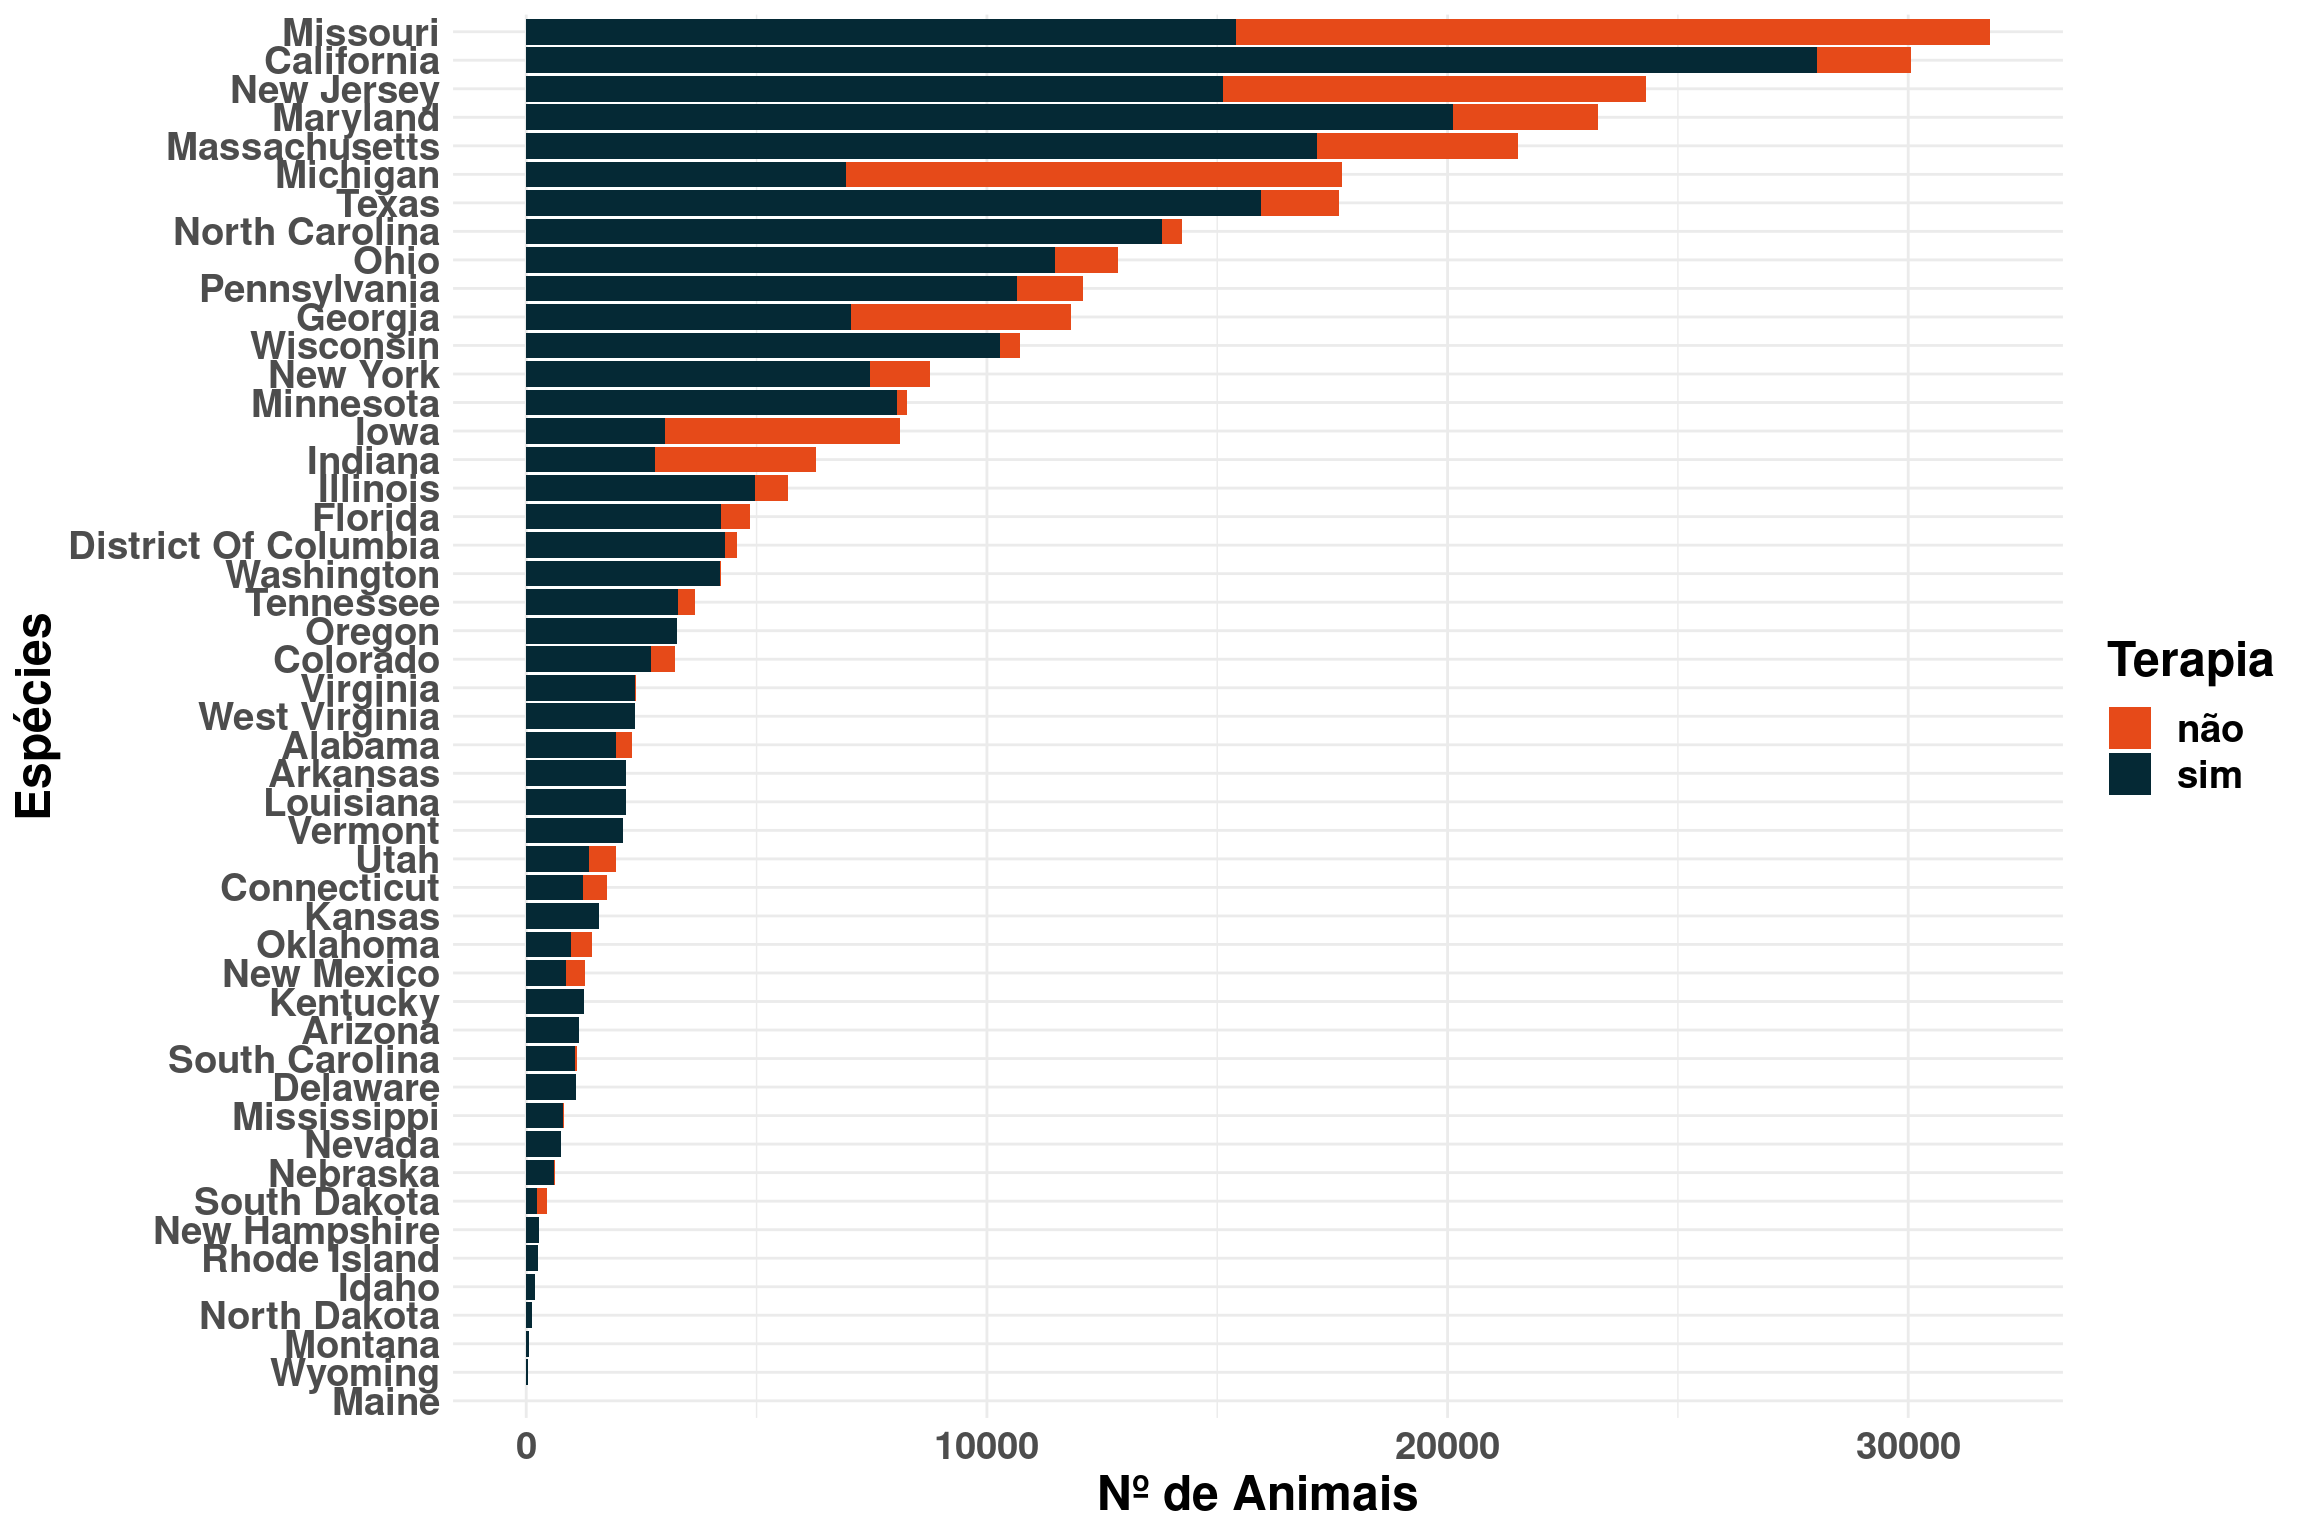 Missouri
California
New Jersey
Maryland
Massachusetts
Michigan
Texas
North Carolina
Ohio
Pennsylvania
Georgia
Wisconsin
New York
Minnesota
Iowa
Indiana
Illinois
Florida
District Of Columbia
Washington
Tennessee
Oregon
Colorado
Virginia
West Virginia
Alabama
Arkansas
Louisiana
Vermont
Utah
Connecticut
Kansas
Oklahoma
New Mexico
Kentucky
Arizona
South Carolina
Delaware
Mississippi
Nevada
Nebraska
South Dakota
New Hampshire
Rhode Island
Idaho
North Dakota
Montana
Wyoming
Maine
Espécies
0 10000 20000 30000
Nº de Animais
Terapia
não
sim